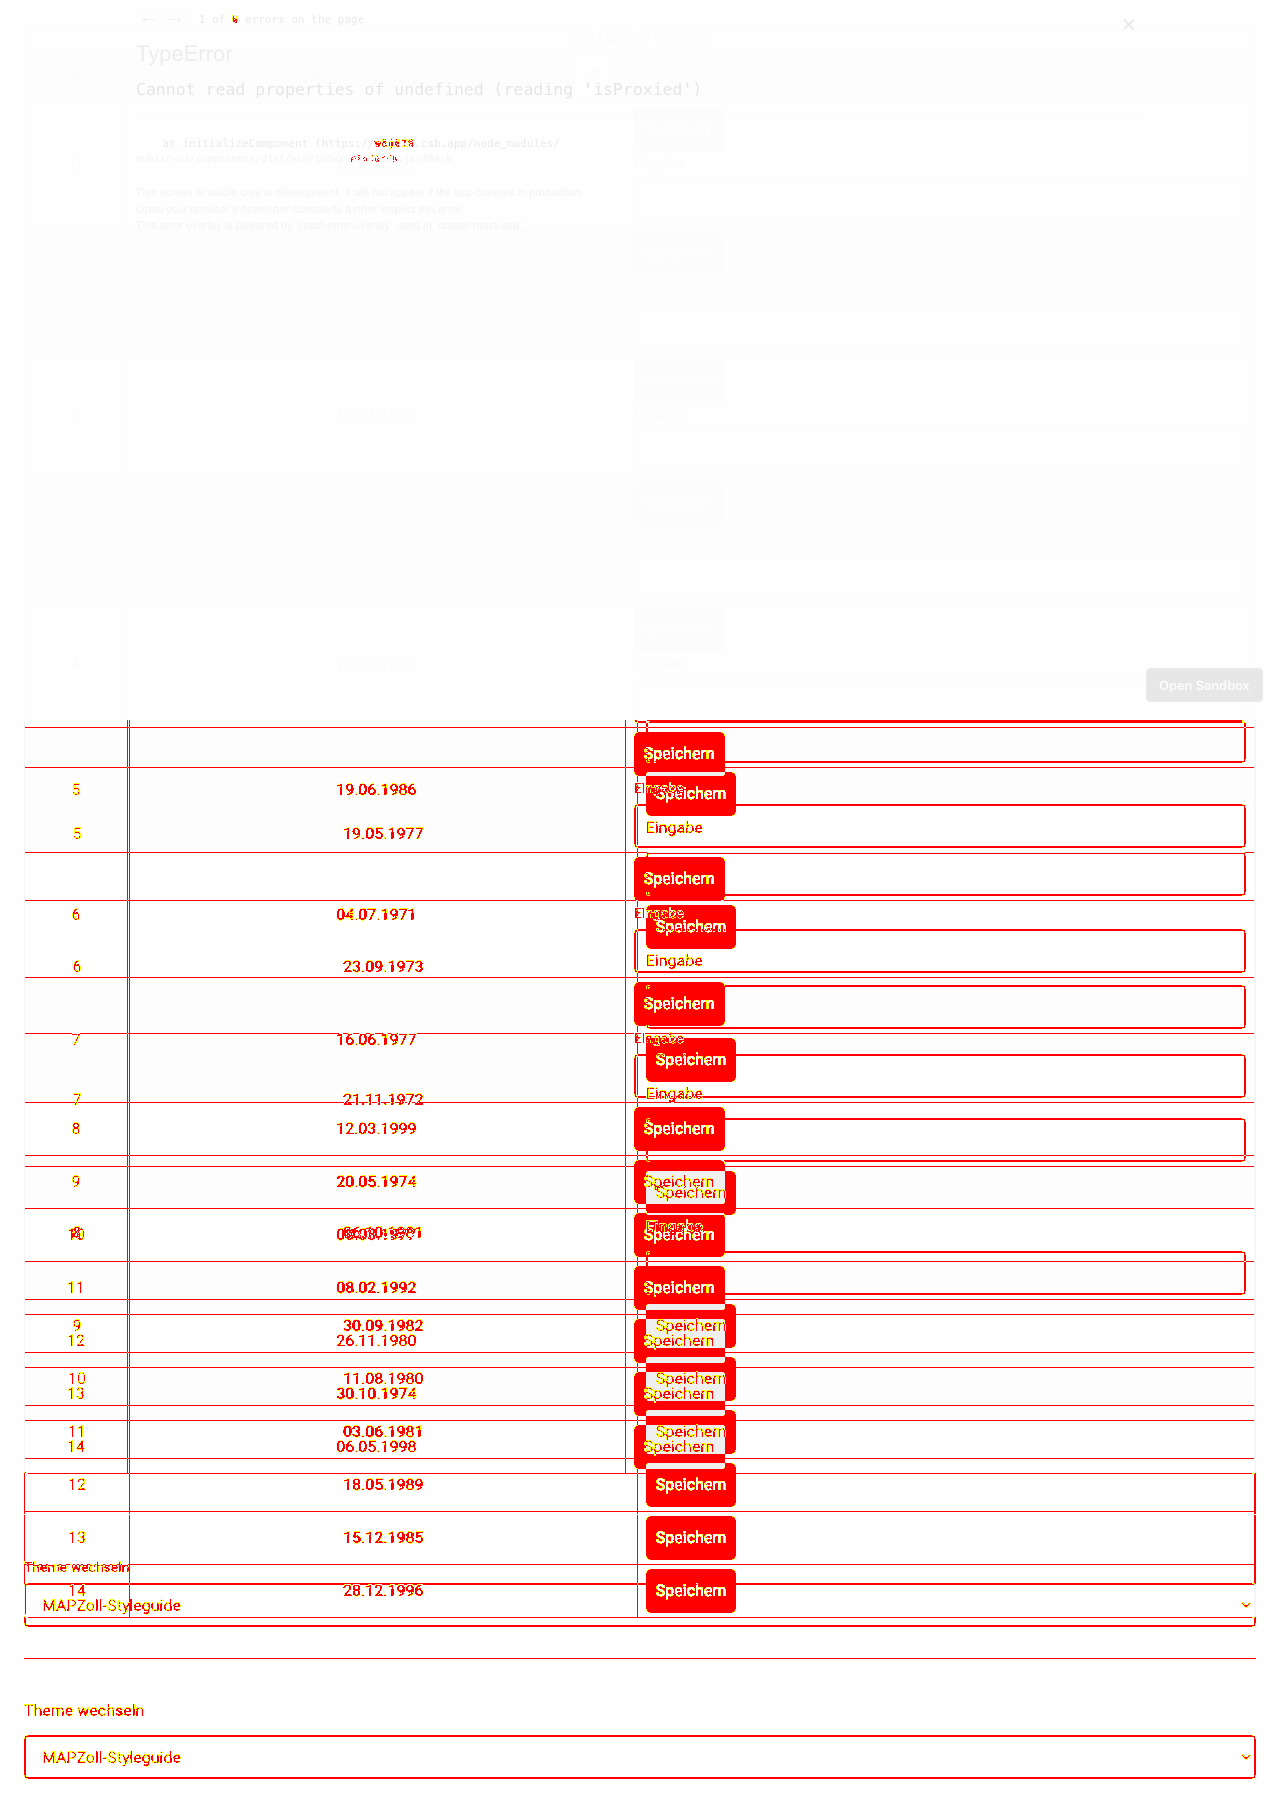 ← → 1 of errors on the page
TypeError
Cannot read properties of undefined (reading 'isProxied')
at initializeComponent (https:/ .csb.app/node_modules/
This screen is visible only in development. It will not appear if the app crashes in production.
Open your browser's developer console to further inspect this error.
This error overlay is powered by `react-error-overlay` used in `create-react-app`.
Open Sandbox
Speichern
5 19.06.1986 Eingabe
Speichern
5 19.05.1977 Eingabe
Speichern
6 04.07.1971 Eingabe
Speichern
6 23.09.1973 Eingabe
Speichern
7 16.06.1977 Eingabe
Speichern
7 21.11.1972 Eingabe
8 12.03.1999 Speichern
9 20.05.1974 Speichern
Speichern
Eingabe
10 Speichern
11 08.02.1992 Speichern
9 30.09.1982 Speichern
12 26.11.1980 Speichern
10 11.08.1980 Speichern
13 30.10.1974 Speichern
11 03.06.1981 Speichern
14 06.05.1998 Speichern
12 18.05.1989 Speichern
13 15.12.1985 Speichern
Theme wechseln
14 28.12.1996 Speichern
MAPZoll-Styleguide
Theme wechseln
MAPZoll-Styleguide